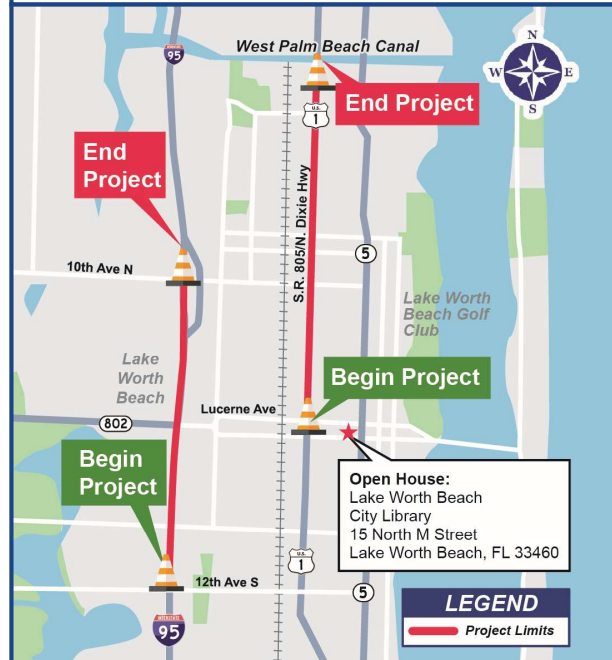 95
West Palm Beach Canal
N
W
E
S
End Project
U.S.
1
End
Project
S.R. 805/N. Dixie Hwy
5
10th Ave N
Lake Worth
Beach Golf
Club
Lake
Worth
Beach
Begin Project
Lucerne Ave
802
Begin
Project
Open House:
Lake Worth Beach
City Library
15 North M Street
Lake Worth Beach, FL 33460
U.S.
1
12th Ave S
5
INTERSTATE
95
LEGEND
Project Limits